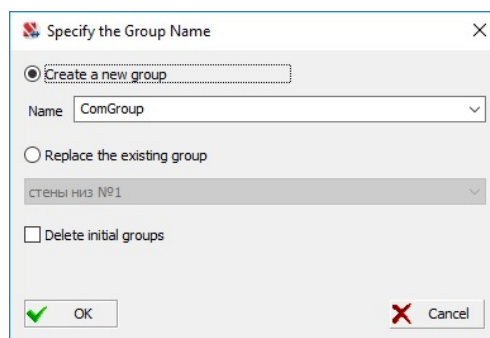 Specify the Group Name
Create a new group
Name ComGroup
Replace the existing group
стены низ №1
Delete initial groups
OK Cancel